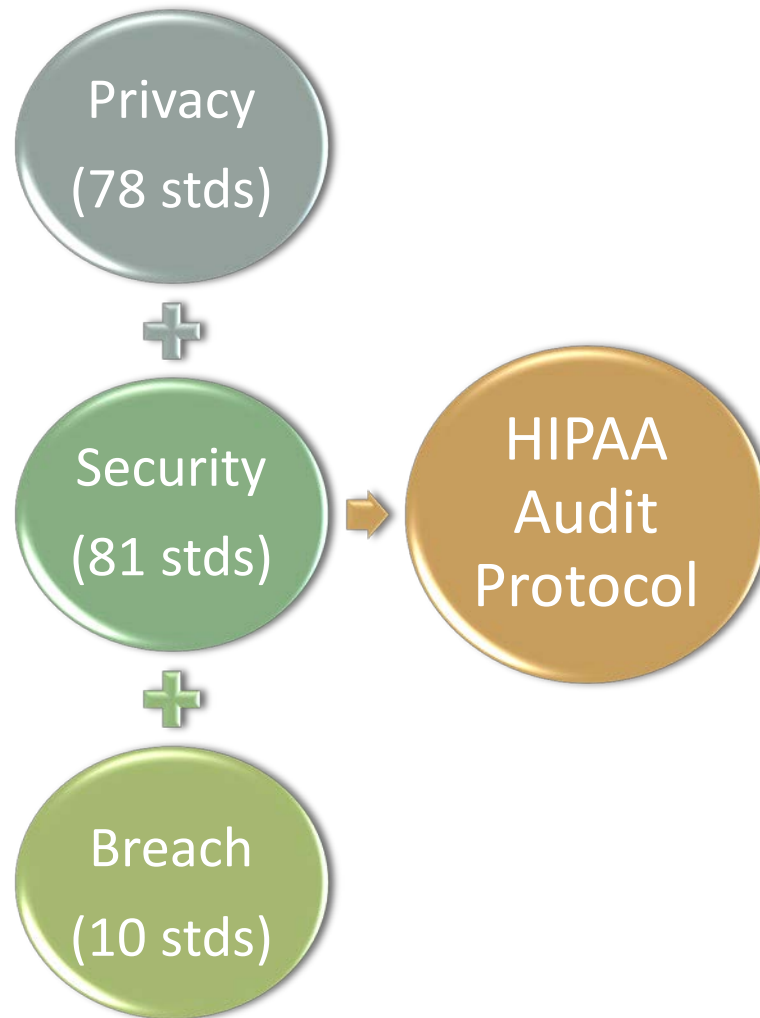 Privacy
(78 stds)
Security
(81 stds)
HIPAA
Audit
Protocol
Breach
(10 stds)